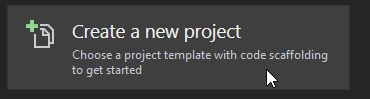 Create a new project
Choose a project template with code scaffolding
to get started